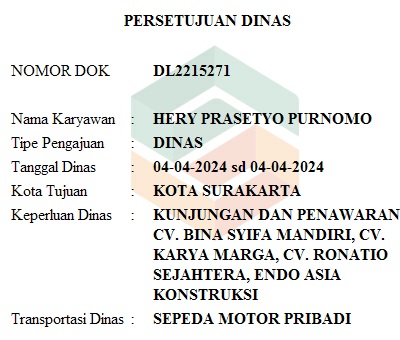 PERSETUJUAN DINAS
NOMOR DOK DL2215271
Nama Karyawan : HERY PRASETYO PURNOMO
Tipe Pengajuan : DINAS
Tanggal Dinas : 04-04-2024 sd 04-04-2024
Kota Tujuan : KOTA SURAKARTA
Keperluan Dinas : KUNJUNGAN DAN PENAWARAN
CV. BINA SYIFA MANDIRI, CV.
KARYA MARGA, CV. RONATIO
SEJAHTERA, ENDO ASIA
KONSTRUKSI
Transportasi Dinas : SEPEDA MOTOR PRIBADI